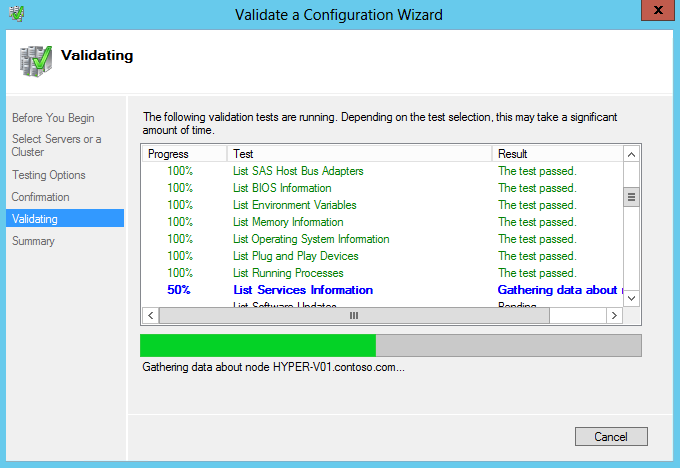 Validate a Configuration Wizard
Validating
Before You Begin
Select Servers or a
Cluster
Testing Options
Confirmation
Validating
Summary
The following validation tests are running. Depending on the test selection, this may take a significant
amount of time.
Progress Test Result
100% List SAS Host Bus Adapters The test passed.
100% List BIOS Information The test passed.
100% List Environment Variables The test passed.
100% List Memory Information The test passed.
100% List Operating System Information The test passed.
100% List Plug and Play Devices The test passed.
100% List Running Processes The test passed.
50% List Services Information Gathering data about
List Software Updates Pending
Gathering data about node HYPER-V01.contoso.com...
Cancel